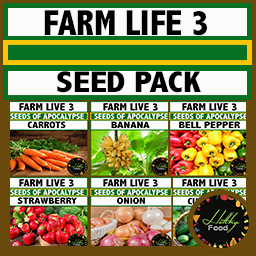 FARM LIFE 3
SEED PACK
FARM LIVE 3
SEEDS OF APOCALYPSE
CARROTS
FARM LIVE 3
SEEDS OF APOCALYPSE
BANANA
FARM LIVE 3
SEEDS OF APOCALYPSE
BELL PEPPER
FARM LIVE 3
SEEDS OF APOCALYPSE
STRAWBERRY
FARM LIVE 3
SEEDS OF APOCALYPSE
ONION
FARM LIVE 3
SEEDS OF APOCALYPSE
Food